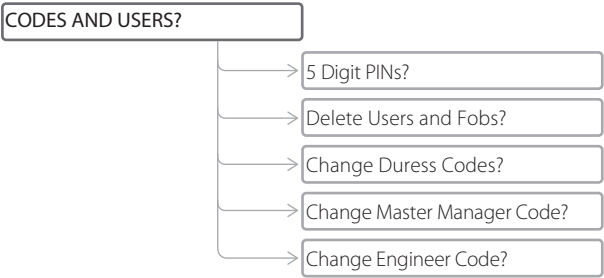 CODES AND USERS?
5 Digit PINs?
Delete Users and Fobs?
Change Duress Codes?
Change Master Manager Code?
Change Engineer Code?